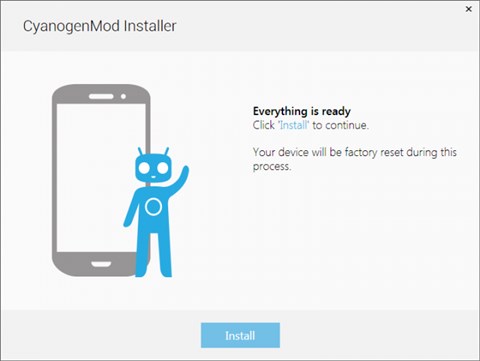 CyanogenMod Installer
Everything is ready
Click 'Install' to continue.
Your device will be factory reset during this
process.
Install